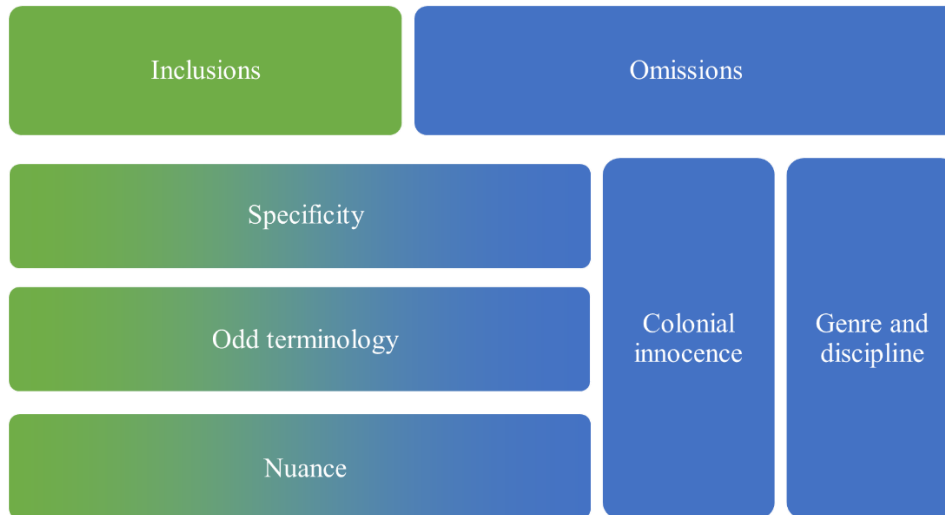 Inclusions
Omissions
Specificity
Odd terminology
Nuance
Colonial
innocence
Genre and
discipline